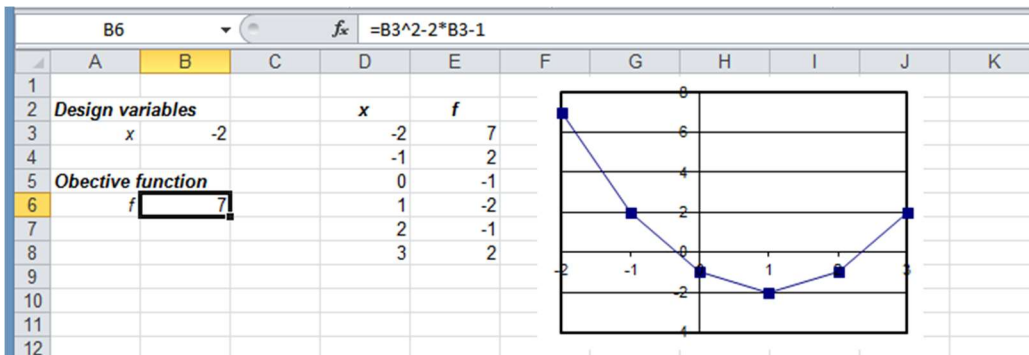 B6 fx =B3^2-2*B3-1
A B C D E F G H I J K
1
2 Design variables x f
3 x -2 -2 7
4 -1 2
5 Obective function 0 -1
6 f 7 1 -2
7 2 -1
8 3 2
9
10
11
12
8
6
4
2
0
-2 -1 0 1 2 3
-2
-4